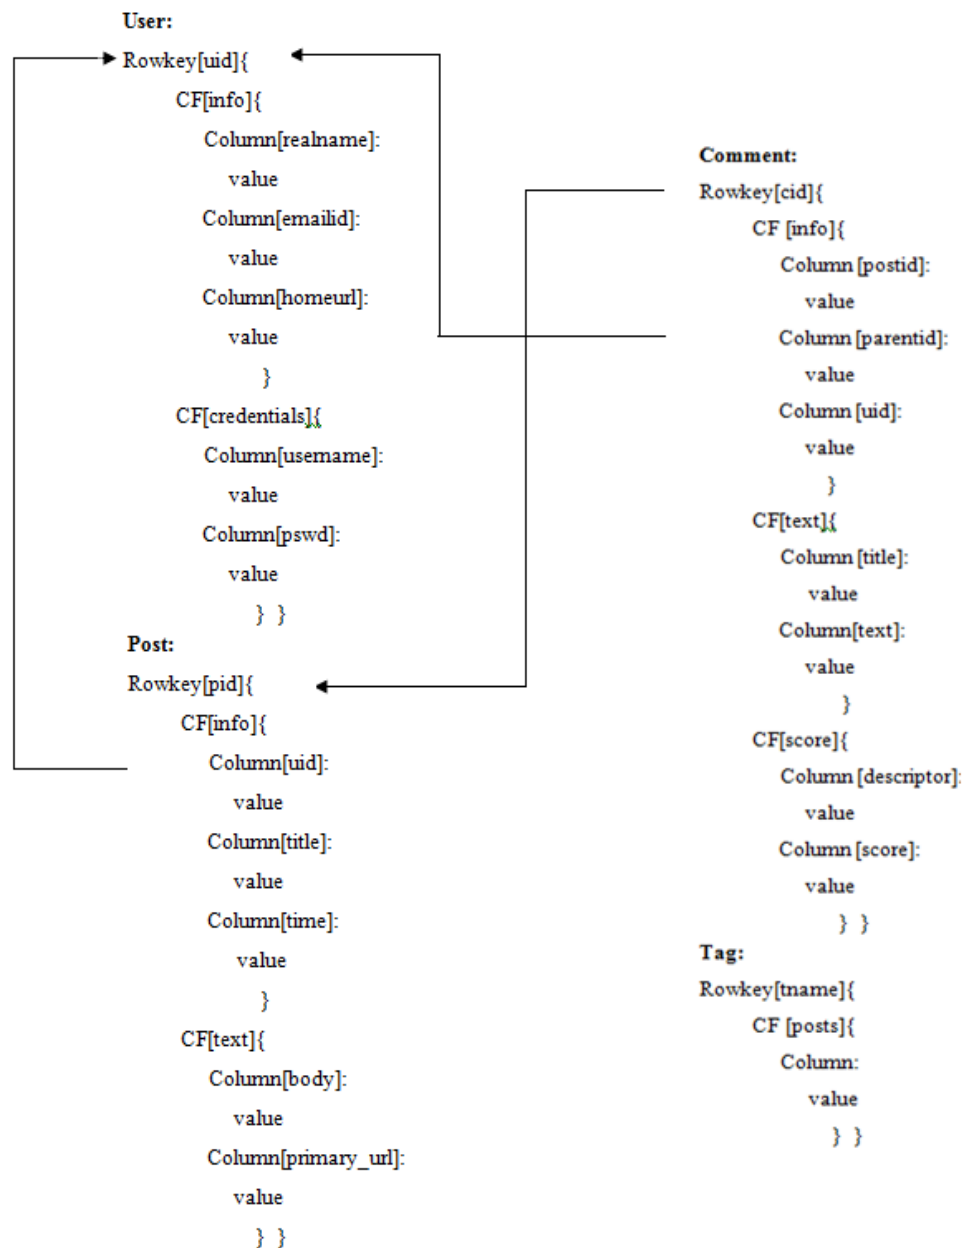 User:
Rowkey[uid]{
CF[info]{
Column[realname]:
value
Column[emailid]:
value
Column[homeurl]:
value
}
CF[credentials]{
Column[username]:
value
Column[pswd]:
value
} }
Post:
Rowkey[pid]{
CF[info]{
Column[uid]:
value
Column[title]:
value
Column[time]:
value
}
CF[text]{
Column[body]:
value
Column[primary_url]:
value
} }
Comment:
Rowkey[cid]{
CF [info]{
Column [postid]:
value
Column [parentid]:
value
Column [uid]:
value
}
CF[text]{
Column [title]:
value
Column[text]:
value
}
CF[score]{
Column [descriptor]:
value
Column [score]:
value
} }
Tag:
Rowkey[tname]{
CF [posts]{
Column:
value
} }